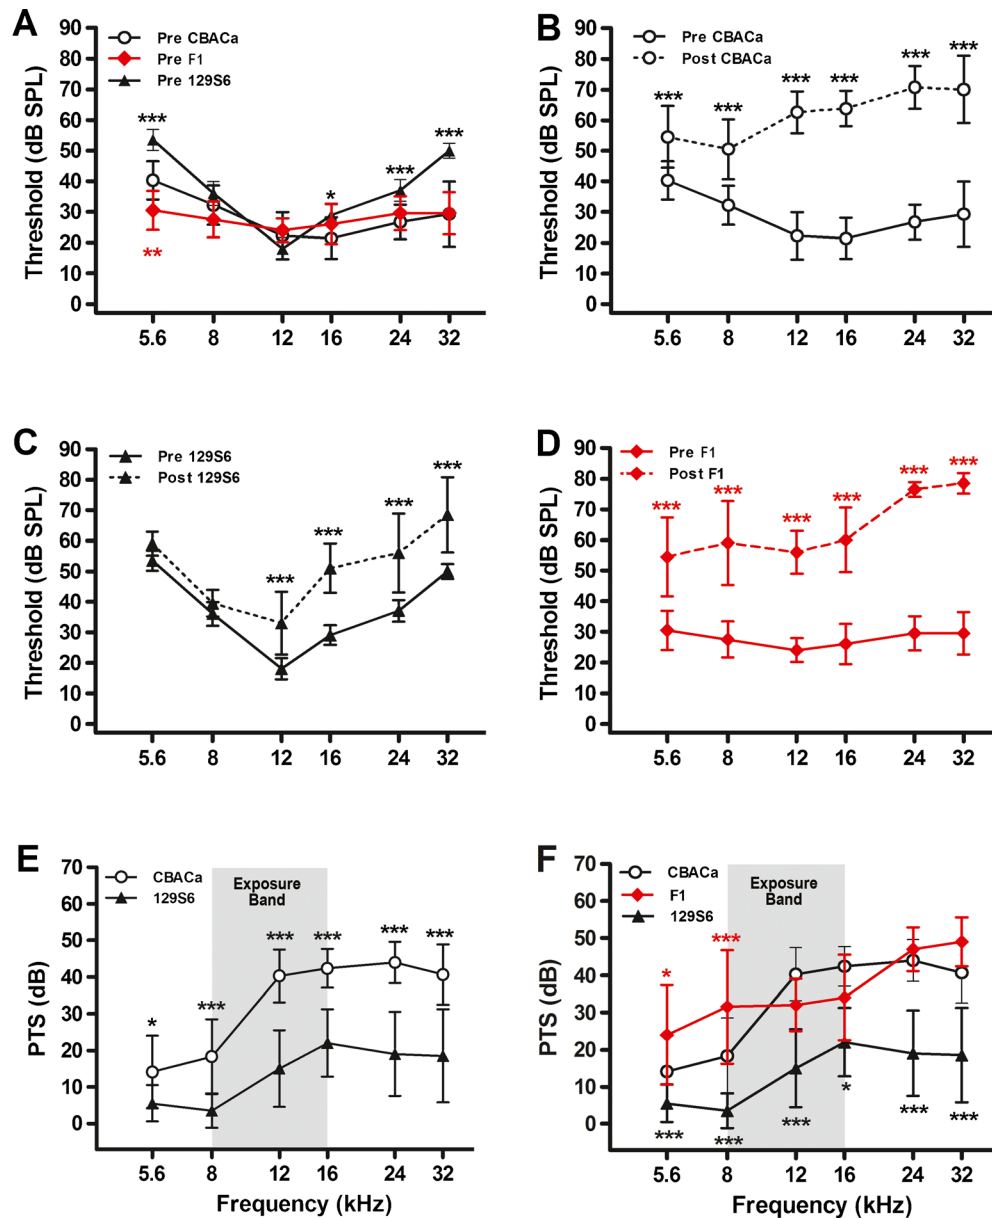 A
Pre CBACa
Pre F1
Pre 129S6
Threshold (dB SPL)
90
80
70
60
50
40
30
20
10
0
***
**
*
***
***
5.6 8 12 16 24 32
B
Pre CBACa
Post CBACa
Threshold (dB SPL)
90
80
70
60
50
40
30
20
10
0
*** *** *** *** *** ***
5.6 8 12 16 24 32
C
Pre 129S6
Post 129S6
Threshold (dB SPL)
90
80
70
60
50
40
30
20
10
0
*** *** *** ***
5.6 8 12 16 24 32
D
Pre F1
Post F1
Threshold (dB SPL)
90
80
70
60
50
40
30
20
10
0
*** *** *** *** *** ***
5.6 8 12 16 24 32
E
CBACa
129S6
Exposure
Band
PTS (dB)
70
60
50
40
30
20
10
0
* *** *** *** *** ***
5.6 8 12 16 24 32
Frequency (kHz)
F
CBACa
F1
129S6
Exposure
Band
PTS (dB)
70
60
50
40
30
20
10
0
* ***
*** *** *** * *** ***
5.6 8 12 16 24 32
Frequency (kHz)